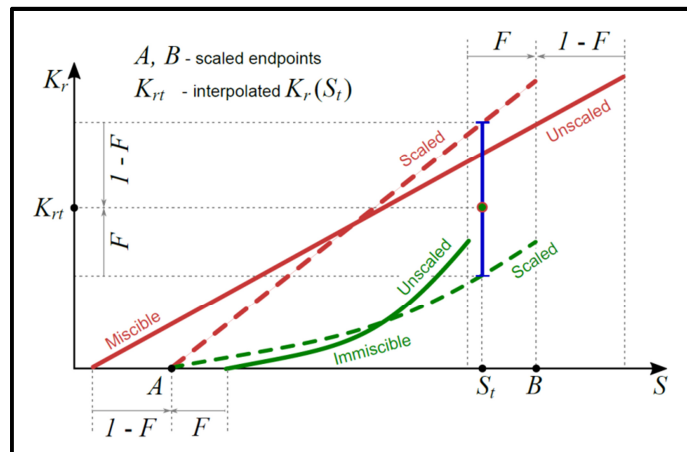 F 1 - F
A, B - scaled endpoints
Kr
Krt - interpolated Kr(St)
Scaled
Unscaled
1 - F
Krt
F
Unscaled
Scaled
Miscible
Immiscible
A St B S
1 - F F